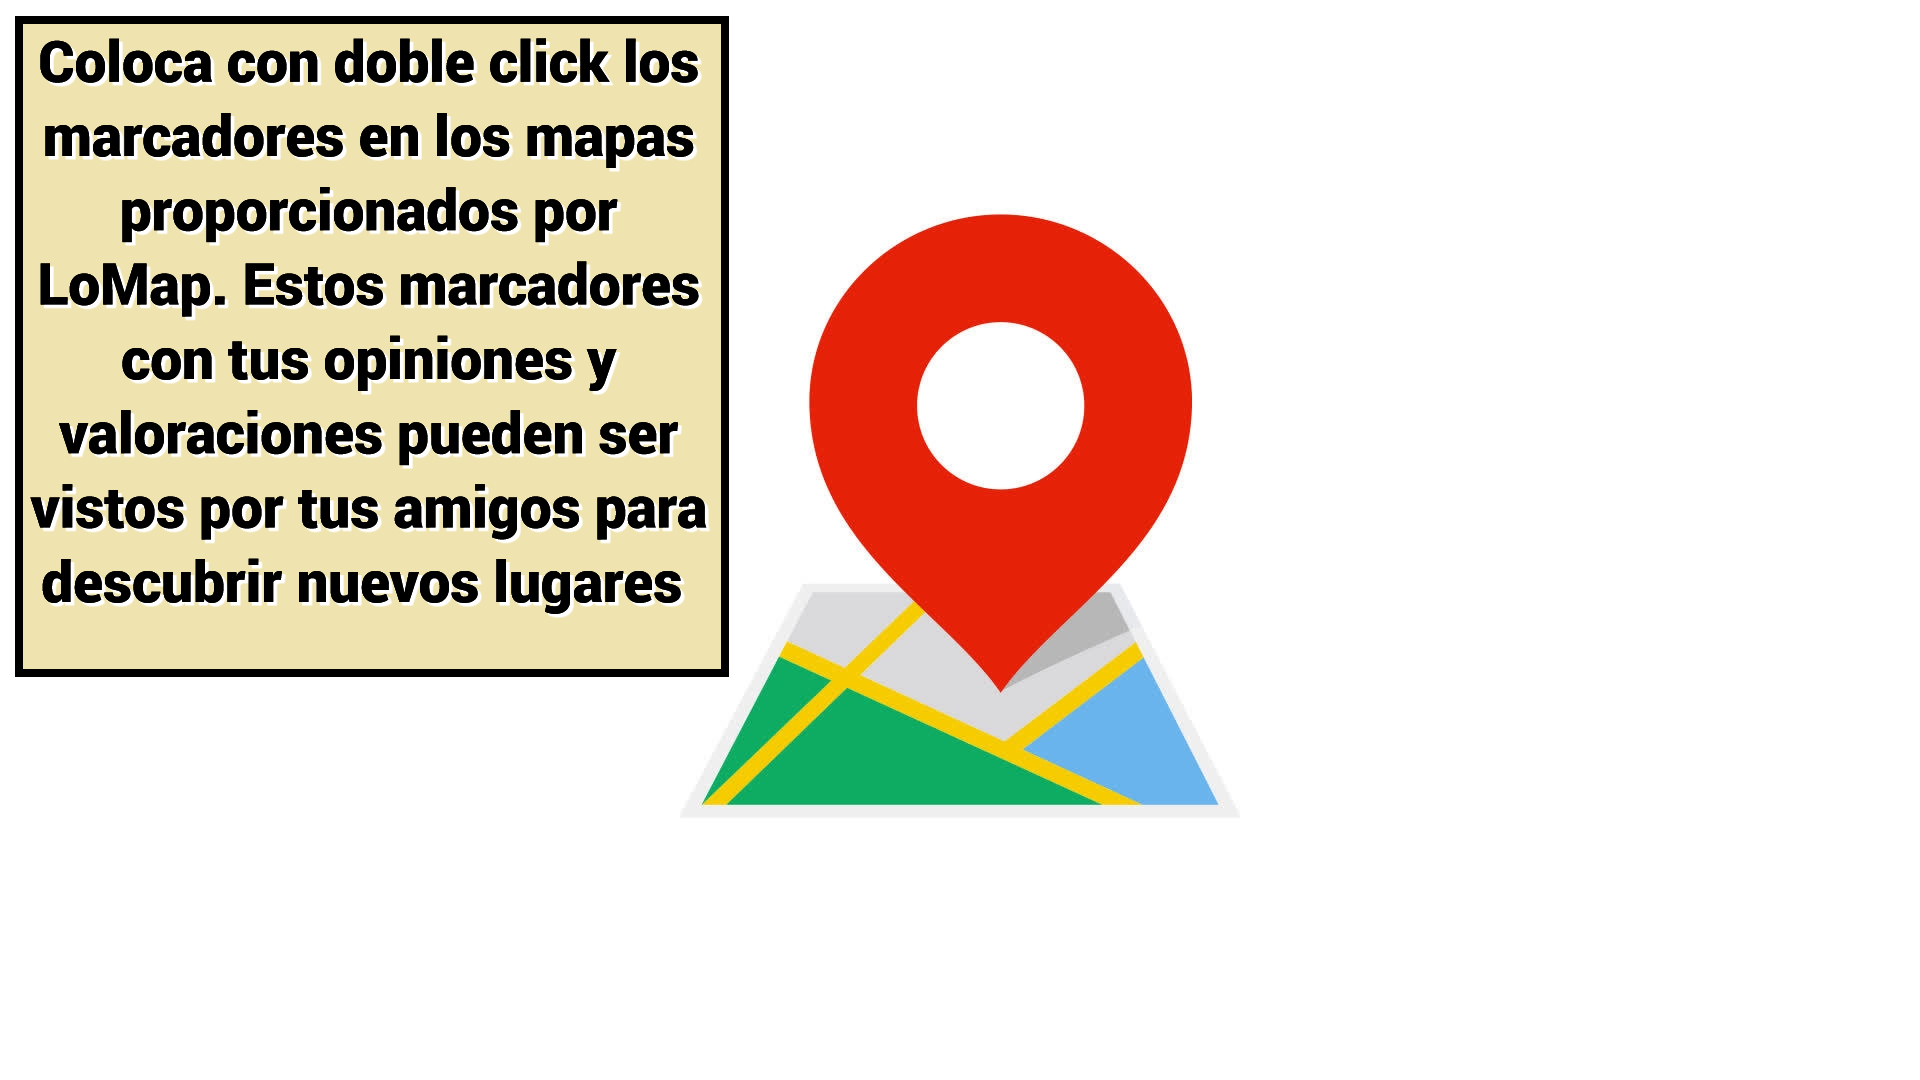 Coloca con doble click los
marcadores en los mapas
proporcionados por
LoMap. Estos marcadores
con tus opiniones y
valoraciones pueden ser
vistos por tus amigos para
descubrir nuevos lugares